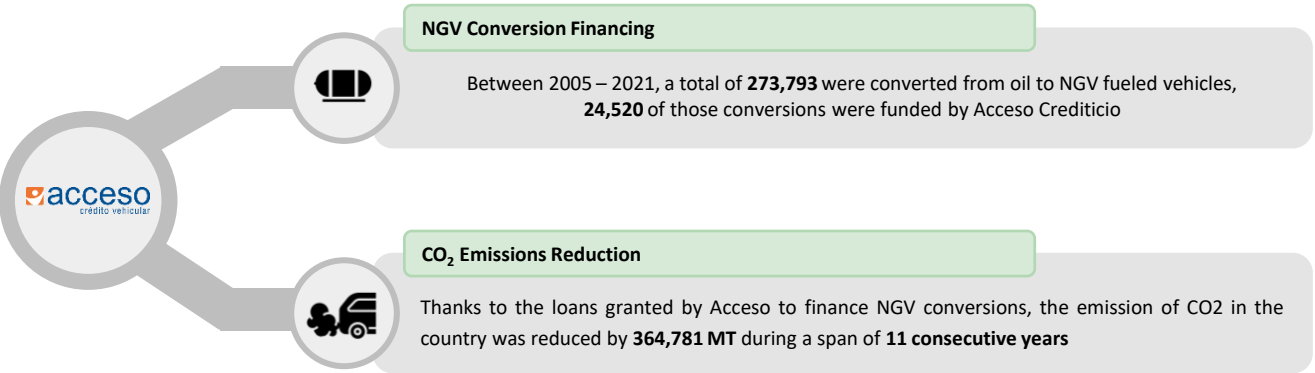 NGV Conversion Financing
Between 2005 – 2021, a total of 273,793 were converted from oil to NGV fueled vehicles,
24,520 of those conversions were funded by Acceso Crediticio
acceso
crédito vehicular
CO₂ Emissions Reduction
Thanks to the loans granted by Acceso to finance NGV conversions, the emission of CO2 in the
country was reduced by 364,781 MT during a span of 11 consecutive years